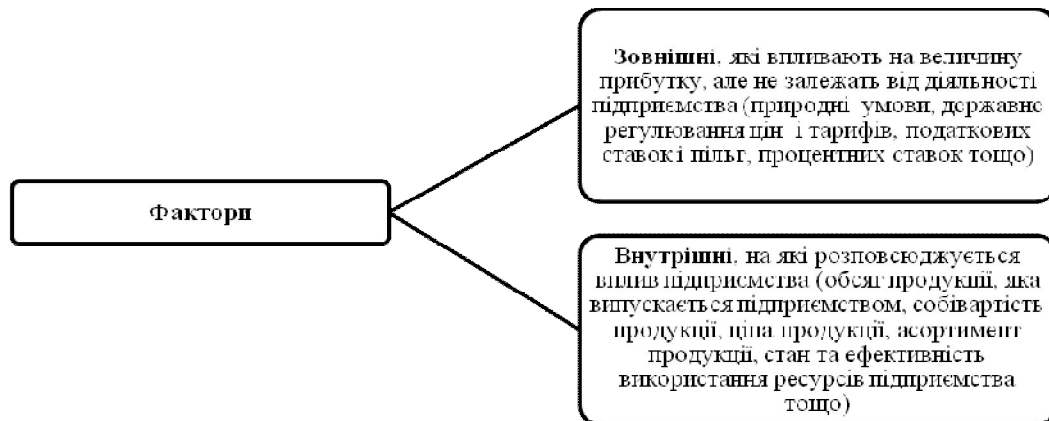 Фактори
Зовнішні, які впливають на величину
прибутку, але не залежать від діяльності
підприємства (природні умови, державне
регулювання цін і тарифів, податкових
ставок і пільг, процентних ставок тощо)
Внутрішні, на які розповсюджується
вплив підприємства (обсяг продукції, яка
випускається підприємством, собівартість
продукції, ціна продукції, асортимент
продукції, стан та ефективність
використання ресурсів підприємства
тощо)